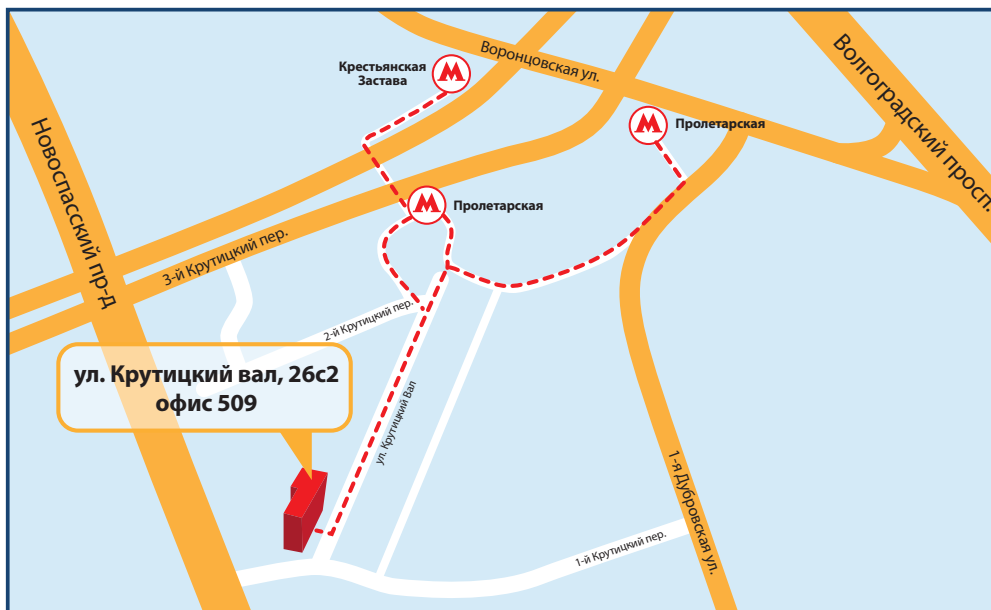 Воронцовская ул.
Волгоградский просп.
Крестьянская
Застава
М
М
Пролетарская
Новоспасский пр-д
М
Пролетарская
3-й Крутицкий пер.
2-й Крутицкий пер.
ул. Крутицкий вал, 26с2
офис 509
ул. Крутицкий Вал
1-я Дубровская ул.
1-й Крутицкий пер.